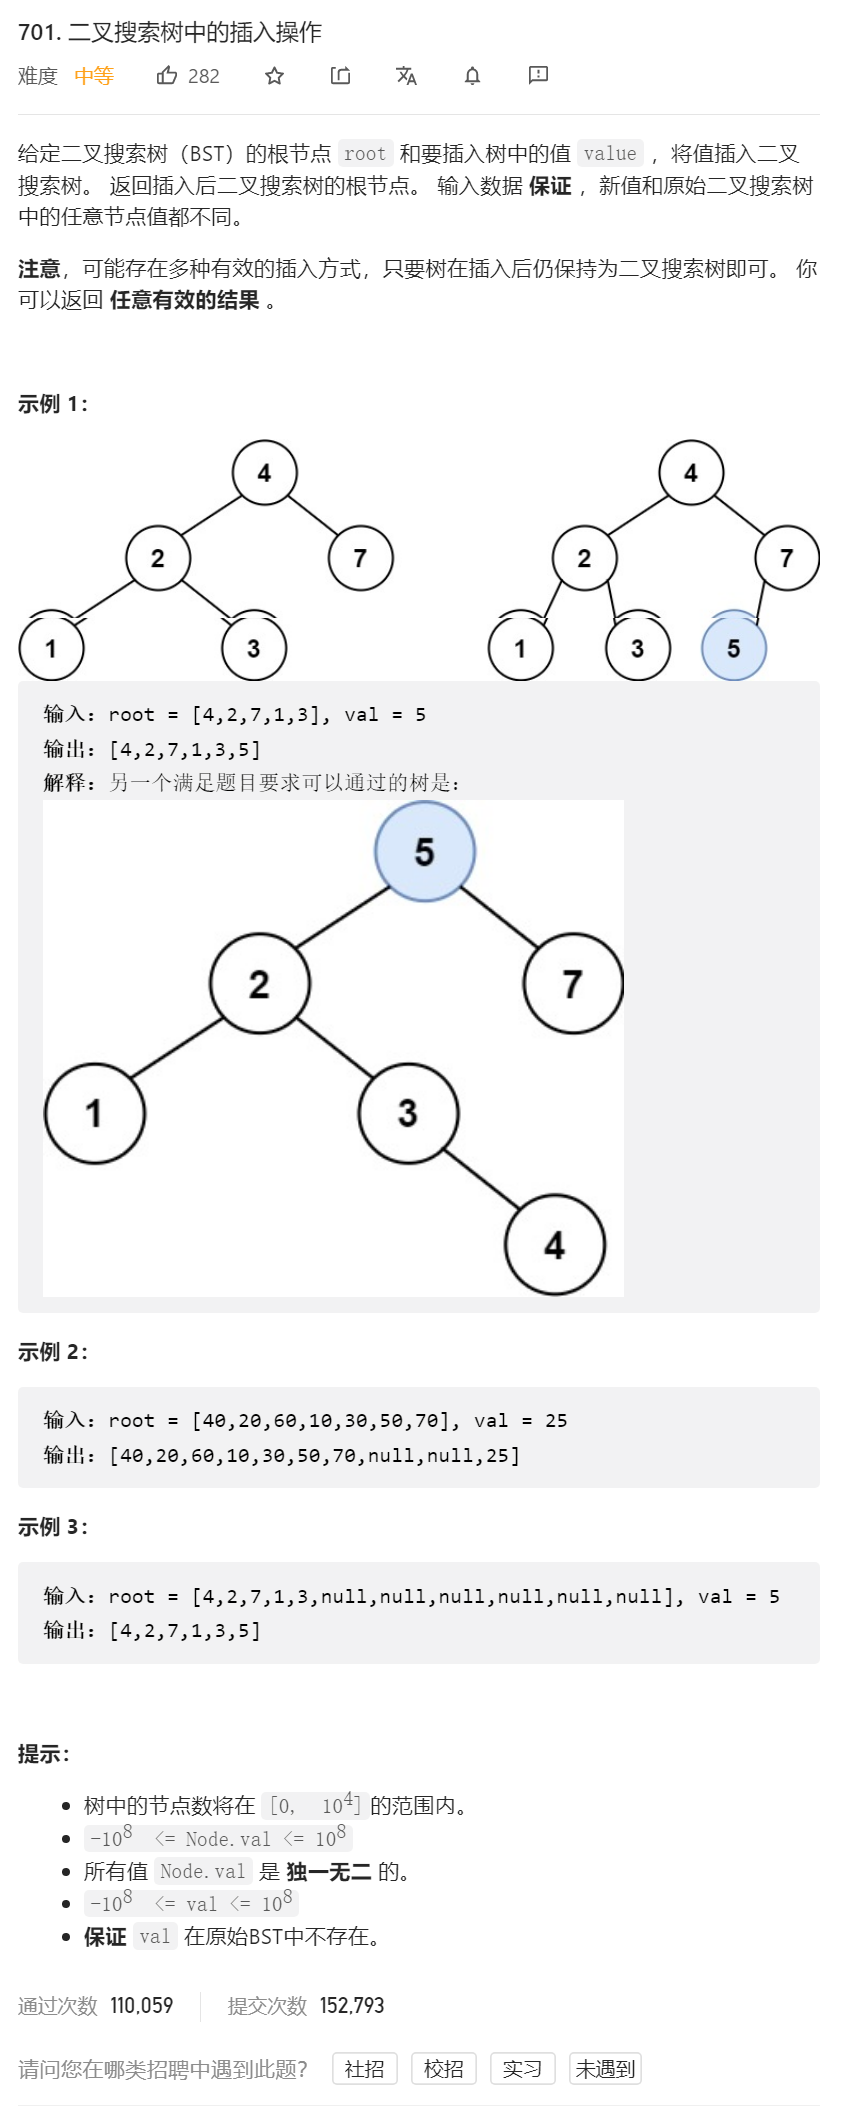 701. 二叉搜索树中的插入操作
难度 中等 282
给定二叉搜索树（BST）的根节点 root 和要插入树中的值 value ，将值插入二叉
搜索树。 返回插入后二叉搜索树的根节点。 输入数据 保证 ，新值和原始二叉搜索树
中的任意节点值都不同。
注意，可能存在多种有效的插入方式，只要树在插入后仍保持为二叉搜索树即可。 你
可以返回 任意有效的结果 。
示例 1：
4 4
2 7 2 7
1 3 1 3 5
输入：root = [4,2,7,1,3], val = 5
输出：[4,2,7,1,3,5]
解释：另一个满足题目要求可以通过的树是：
5
2 7
1 3
4
示例 2：
输入：root = [40,20,60,10,30,50,70], val = 25
输出：[40,20,60,10,30,50,70,null,null,25]
示例 3：
输入：root = [4,2,7,1,3,null,null,null,null,null,null], val = 5
输出：[4,2,7,1,3,5]
提示：
树中的节点数将在 [0, 10⁴]的范围内。
-10⁸ <= Node.val <= 10⁸
所有值 Node.val 是 独一无二 的。
-10⁸ <= val <= 10⁸
保证 val 在原始BST中不存在。
通过次数 110,059 提交次数 152,793
请问您在哪类招聘中遇到此题？ 社招 校招 实习 未遇到